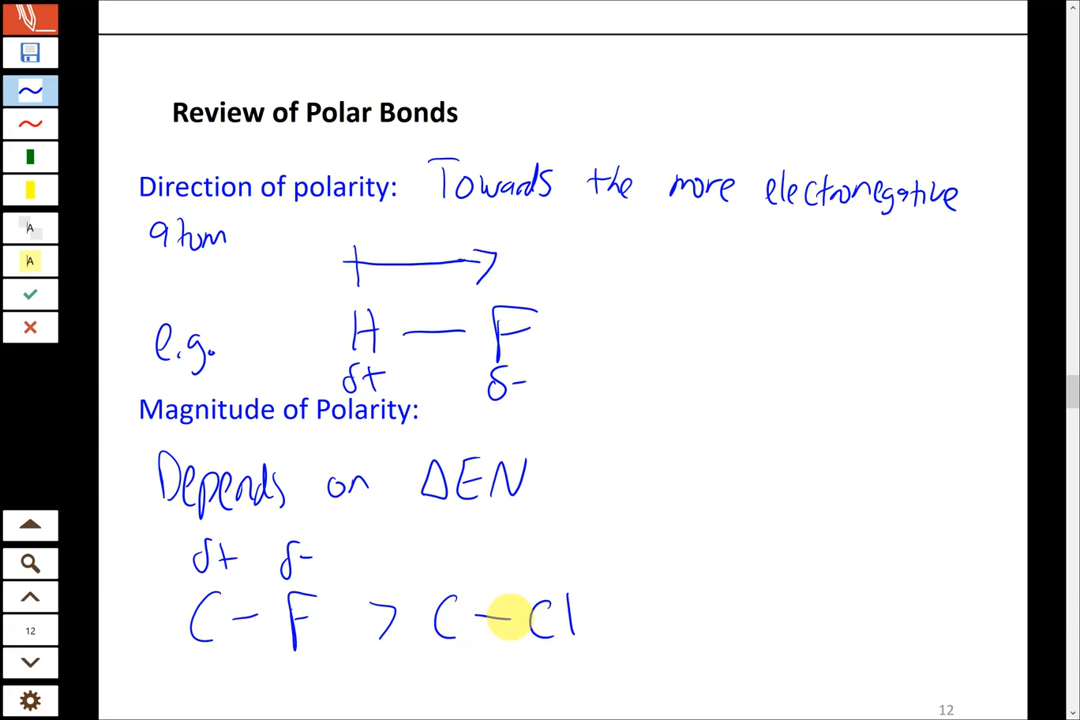 Review of Polar Bonds
Direction of polarity: Towards the more electronegative
atom
e.g. H — F
δ+ δ-
Magnitude of Polarity:
Depends on ΔEN
δ+ δ-
C - F > C - Cl
A
A
12
12